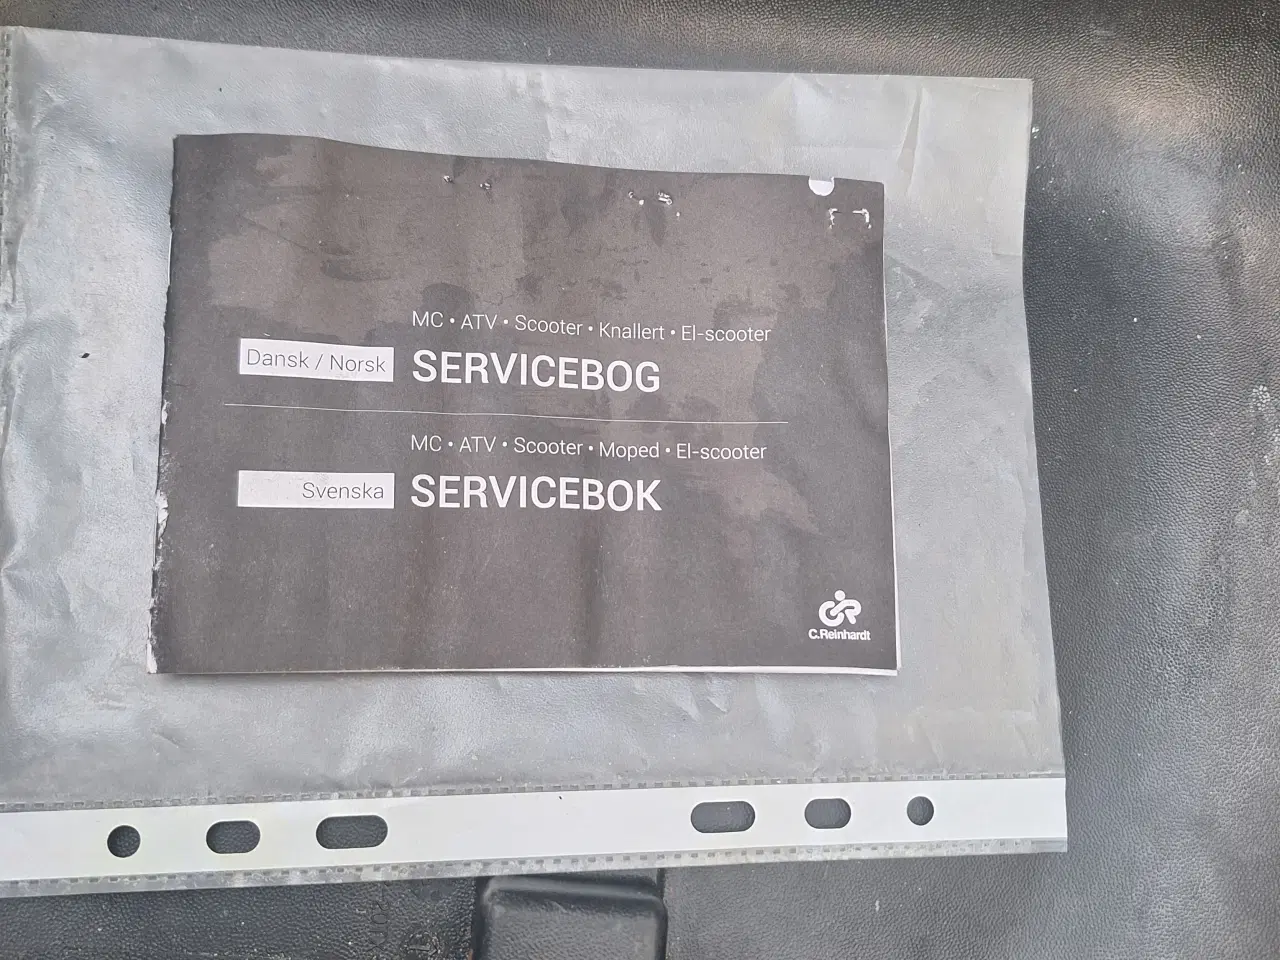 MC • ATV • Scooter • Knallert • El-scooter
Dansk / Norsk SERVICEBOG
MC • ATV • Scooter • Moped • El-scooter
Svenska SERVICEBOK
C.Reinhardt